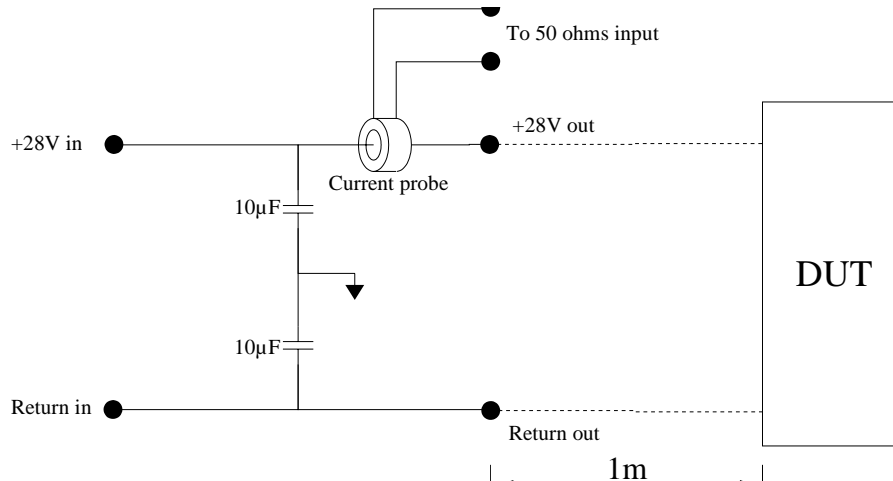 To 50 ohms input
+28V in
+28V out
Current probe
10µF
DUT
10µF
Return in
Return out
1m